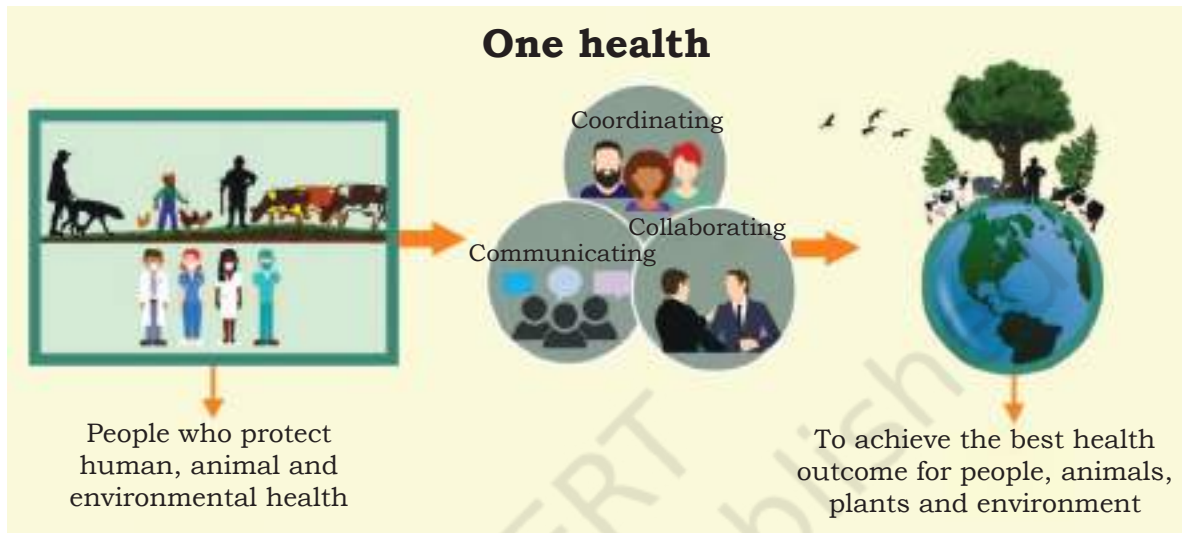 One health
Coordinating
Communicating
Collaborating
People who protect
human, animal and
environmental health
To achieve the best health
outcome for people, animals,
plants and environment